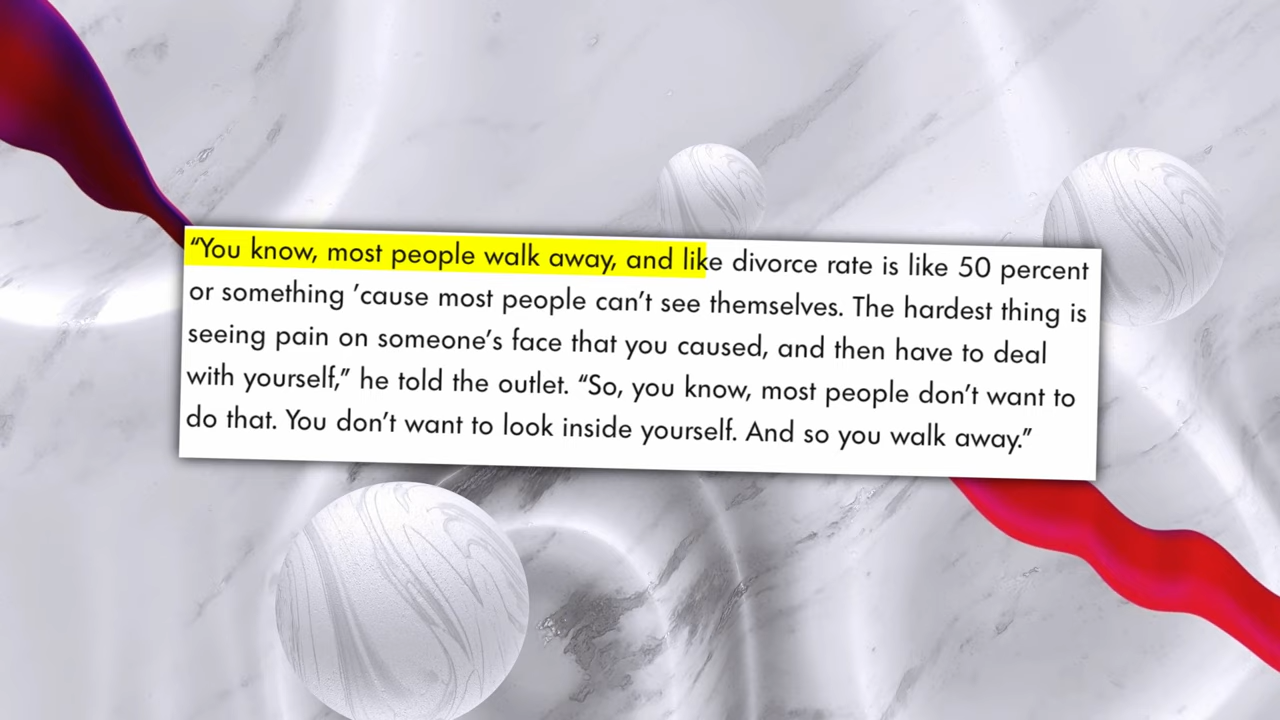 “You know, most people walk away, and like divorce rate is like 50 percent
or something ’cause most people can’t see themselves. The hardest thing is
seeing pain on someone’s face that you caused, and then have to deal
with yourself,” he told the outlet. “So, you know, most people don’t want to
do that. You don’t want to look inside yourself. And so you walk away.”